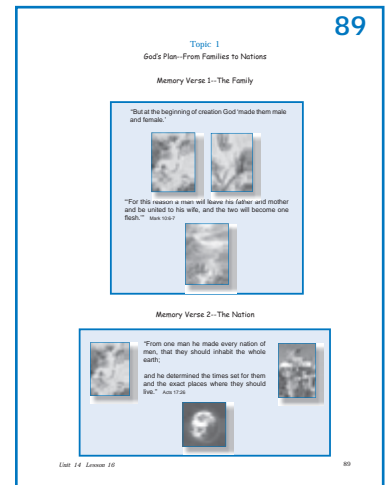 89
Topic 1
God's Plan--From Families to Nations
Memory Verse 1--The Family
"But at the beginning of creation God 'made them male
and female.'
"'For this reason a man will leave his father and mother
and be united to his wife, and the two will become one
flesh.'" Mark 10:6-7
Memory Verse 2--The Nation
"From one man he made every nation of
men, that they should inhabit the whole
earth;
and he determined the times set for them
and the exact places where they should
live." Acts 17:26
Unit 14 Lesson 16
89